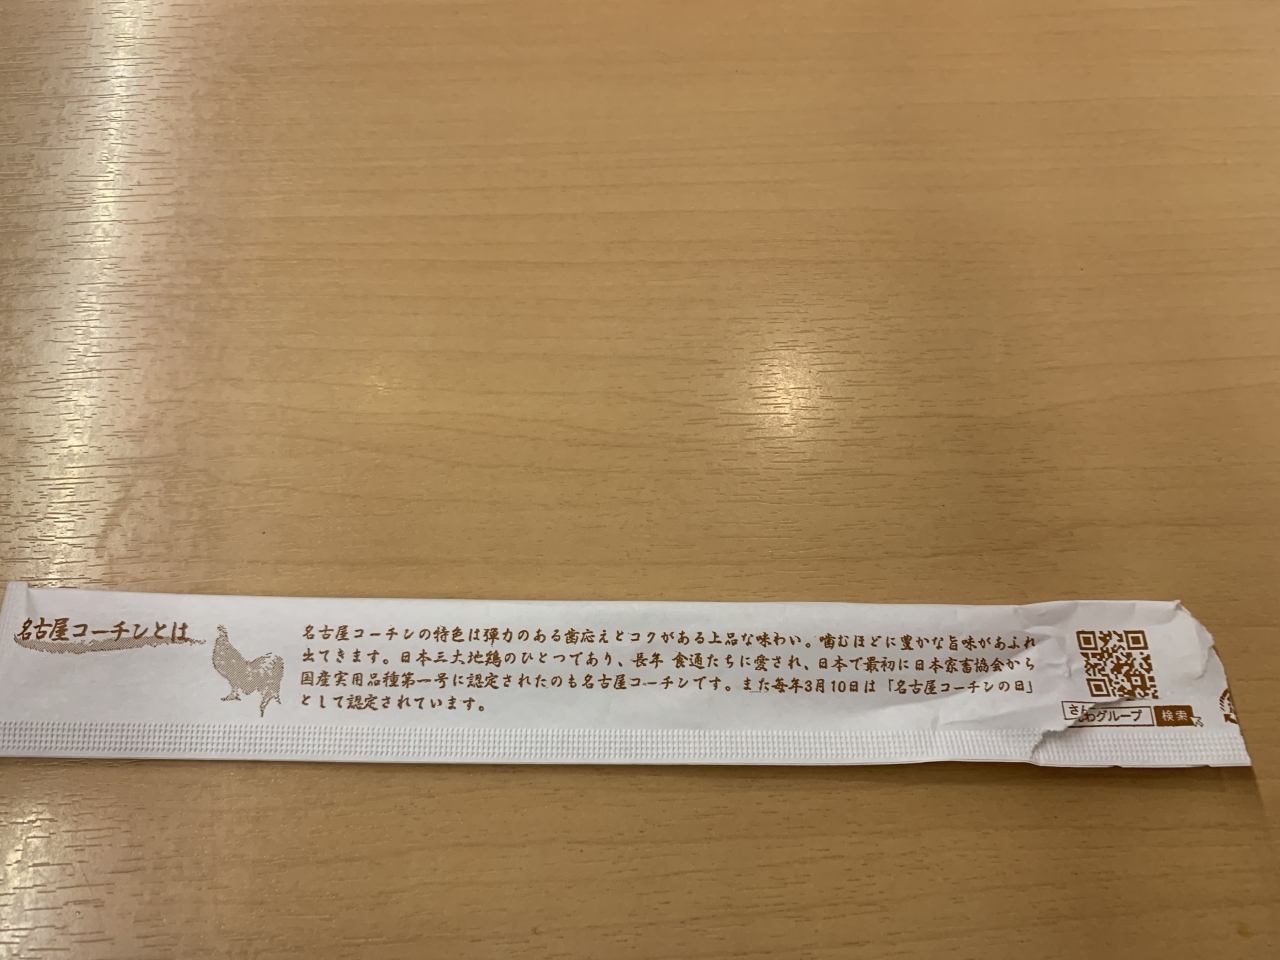 名古屋コーチンとは
名古屋コーチンの特色は弾力のある歯応えとコクがある上品な味わい。噛むほどに豊かな旨味があふれ
出てきます。日本三大地鶏のひとつであり、長年 食通たちに愛され、日本で最初に日本家畜協会から
国産実用品種第一号に認定されたのも名古屋コーチンです。また毎年3月10日は「名古屋コーチンの日」
として認定されています。
さんわグループ 検索